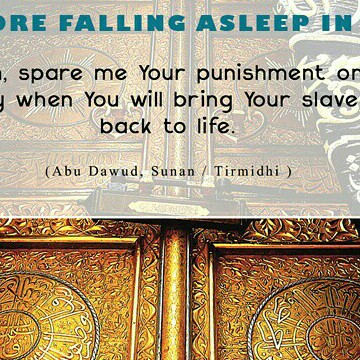 ORE FALLING ASLEEP IN
, spare me Your punishment on
y when You will bring Your slave
back to life.
(Abu Dawud, Sunan / Tirmidhi )